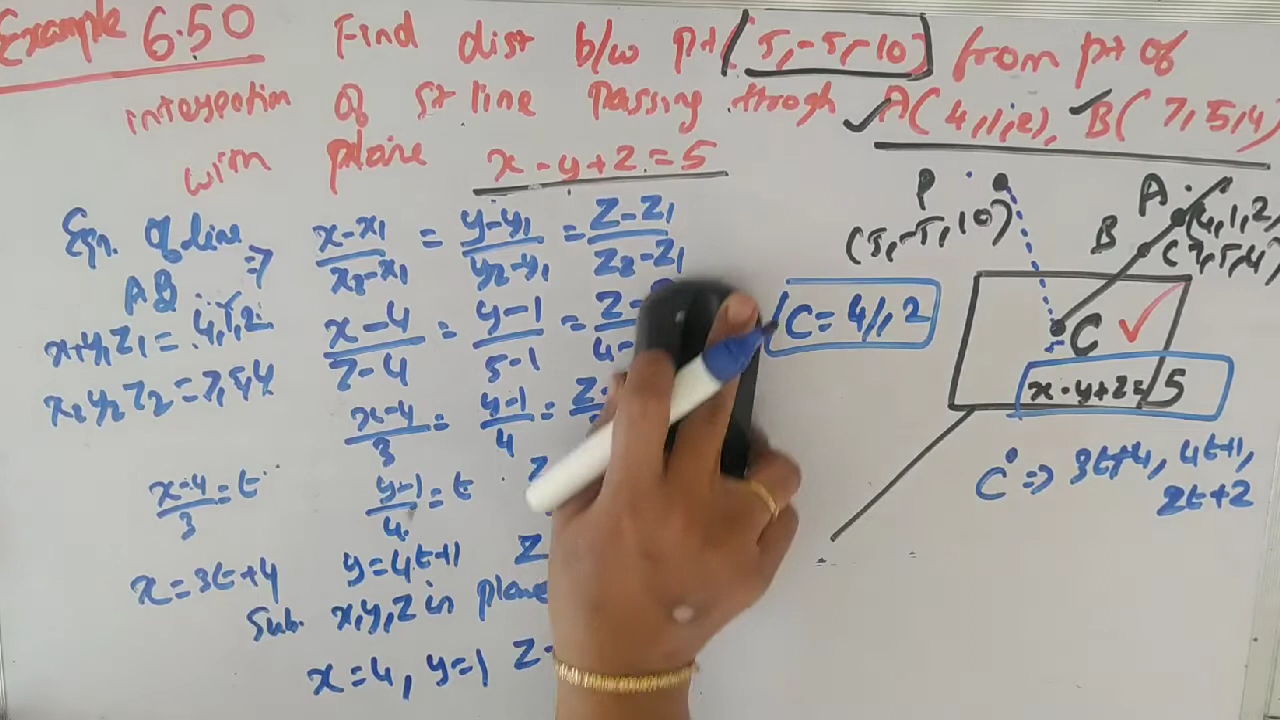 Example 6.50 Find dist b/w pt (5,-5,-10) from pt of
intersection of st line passing through A(4,1,2), B(7,5,4)
with plane x-y+z=5
Eqn. of line AB ⇒ x-x1/x2-x1 = y-y1/y2-y1 = z-z1/z2-z1
x1y1z1 = 4,1,2
x2y2z2 = 7,5,4
x-4/7-4 = y-1/5-1 =
x-4/3 = y-1/4 =
x-4/3 = t y-1/4 = t
x=3t+4 y=4t+1 z
Sub. x,y,z in plane
x=4, y=1 z=
C = 4,1,2
P
(5,-5,10)
A
(4,1,2)
B
(7,5,4)
C
x-y+z=5
C ⇒ 3t+4, 4t+1,
2t+2